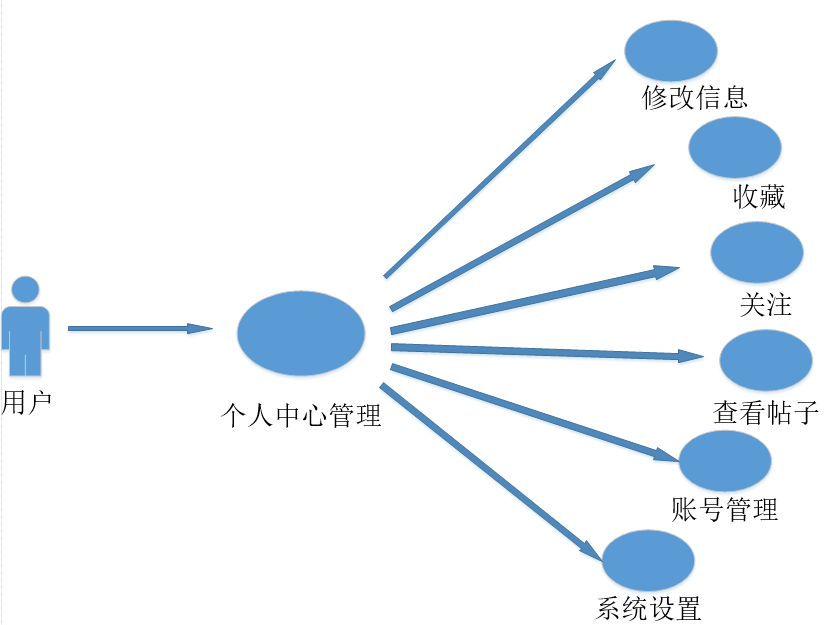 修改信息
收藏
关注
用户
个人中心管理
查看帖子
账号管理
系统设置